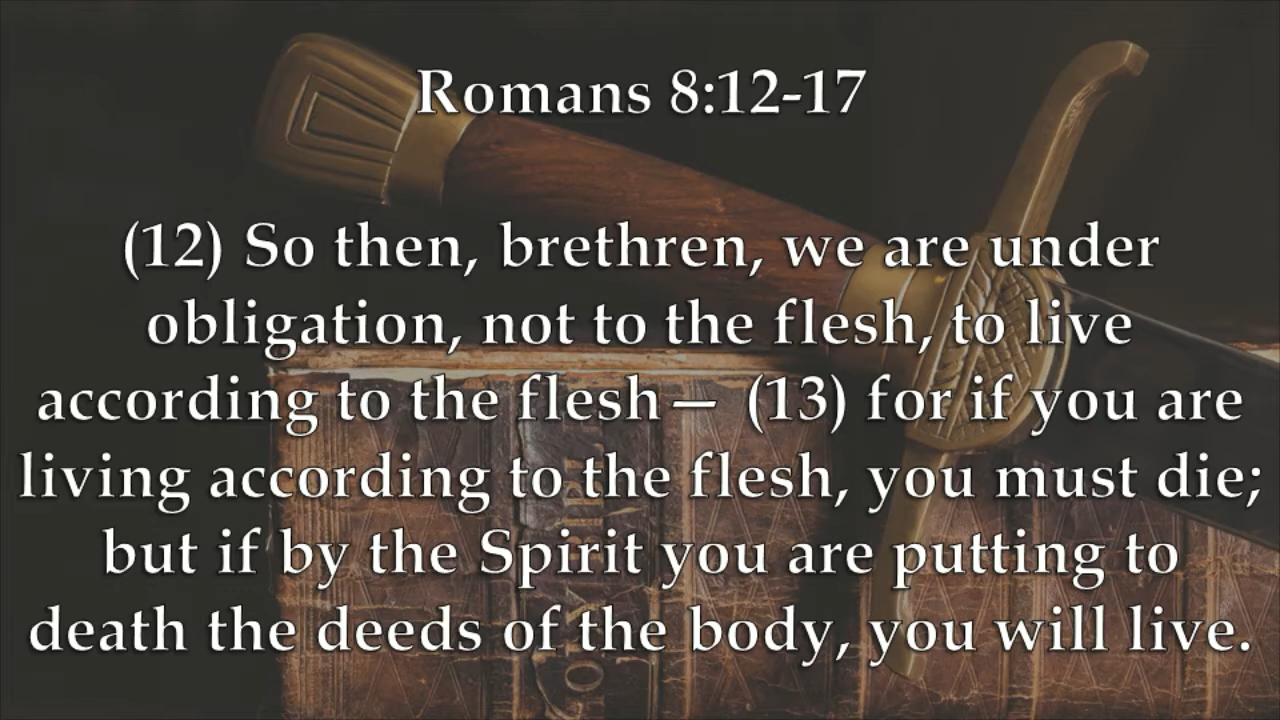 Romans 8:12-17
(12) So then, brethren, we are under
obligation, not to the flesh, to live
according to the flesh— (13) for if you are
living according to the flesh, you must die;
but if by the Spirit you are putting to
death the deeds of the body, you will live.